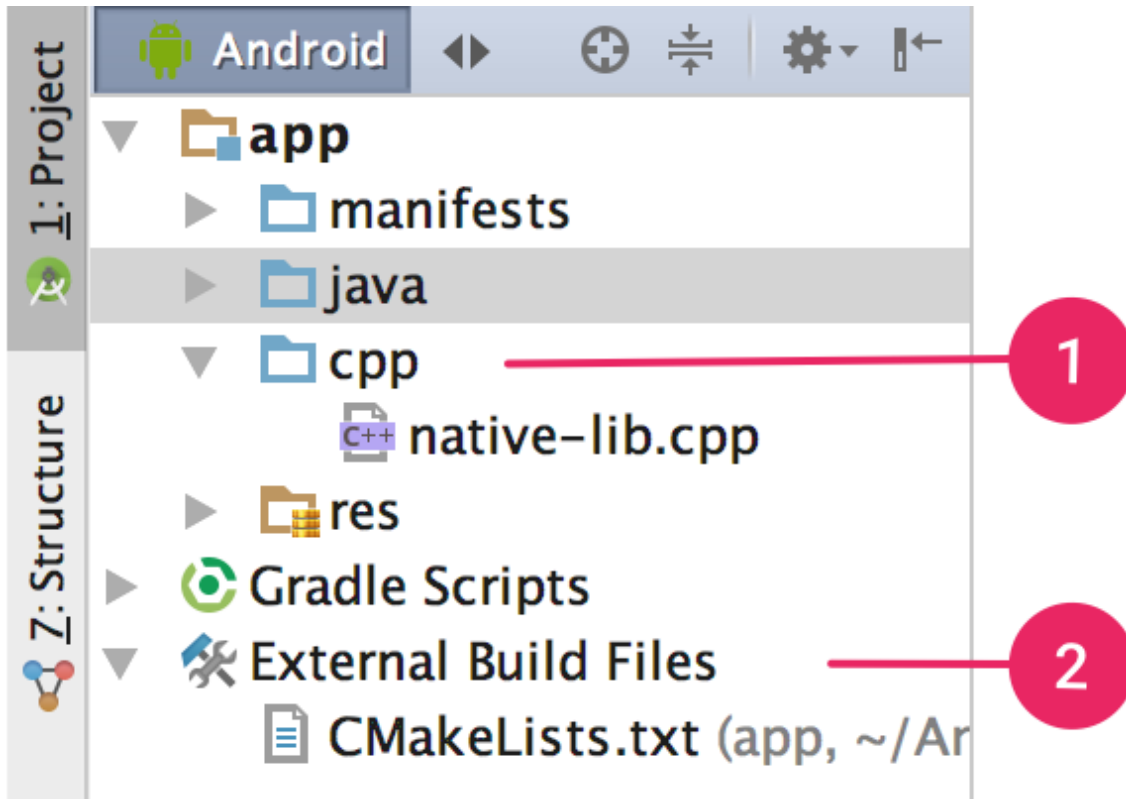 1: Project
7: Structure
Android
app
manifests
java
cpp
1
C++ native-lib.cpp
res
Gradle Scripts
External Build Files
2
CMakeLists.txt (app, ~/Ar